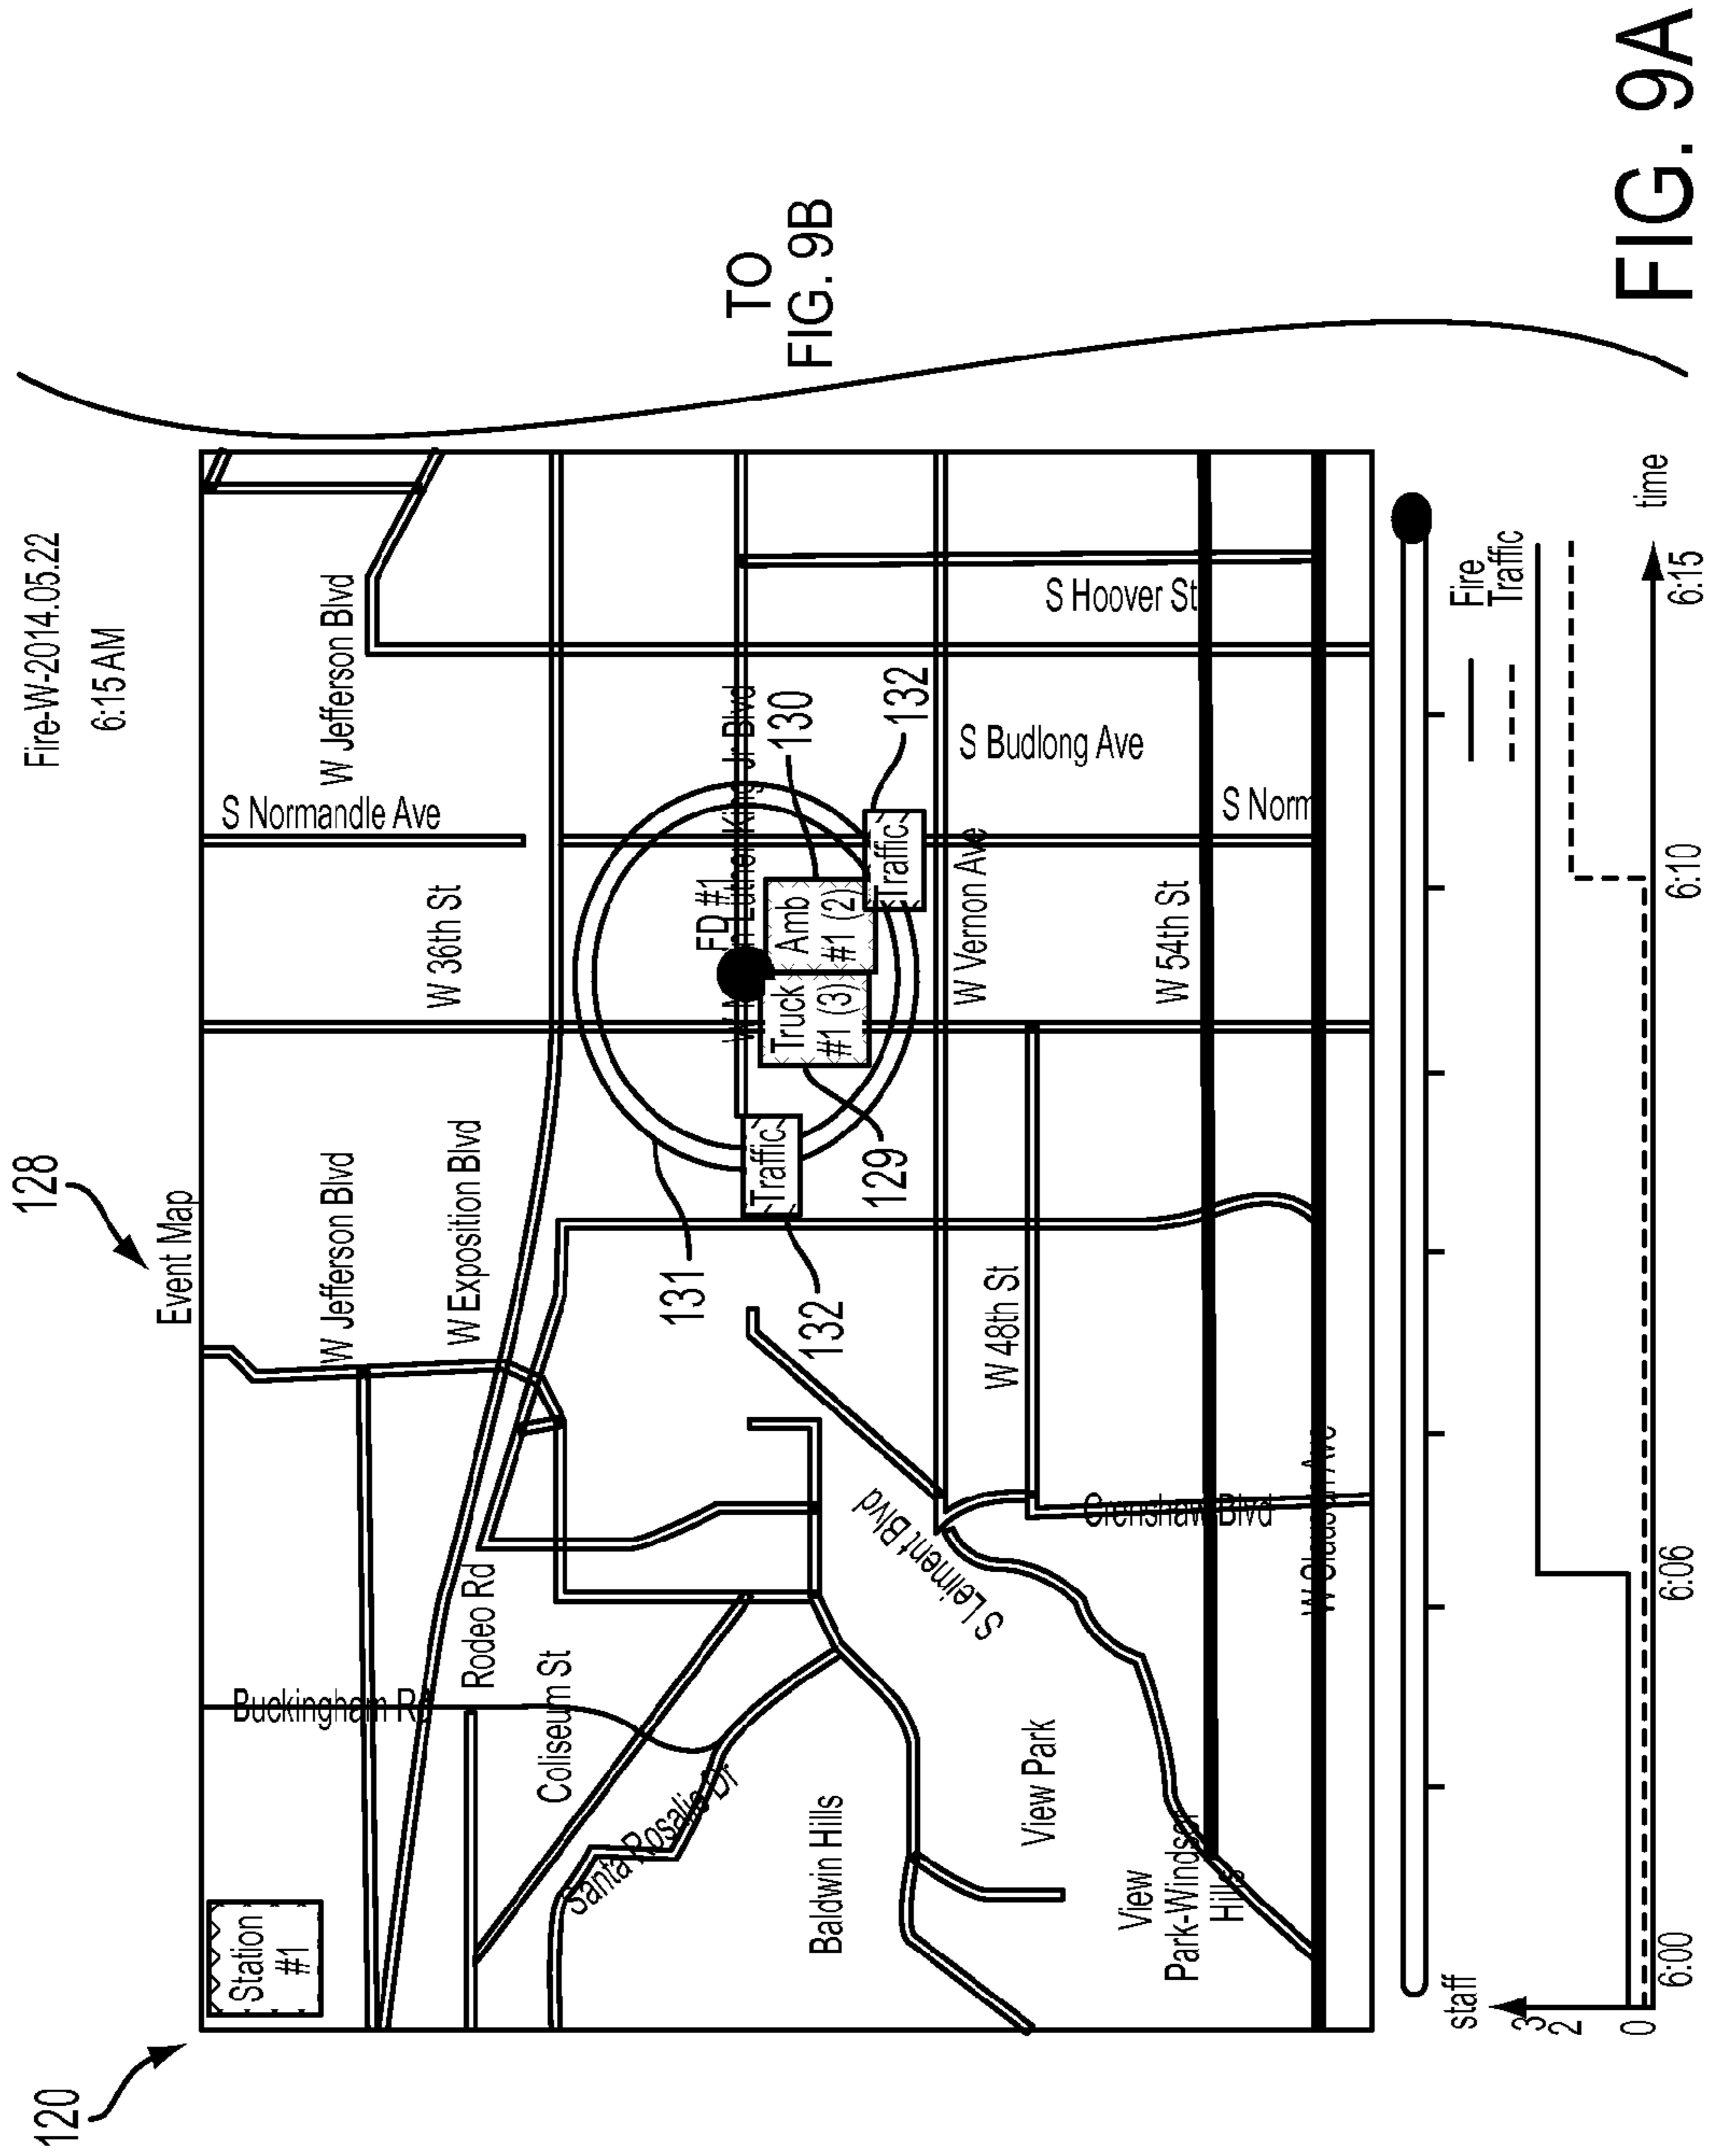 120
128
Fire-W-2014.05.22
6:15 AM
Event Map
Station
#1
Buckingham Rd
Rodeo Rd
Coliseum St
Santa Rosalis Dr
Baldwin Hills
View Park
View
Park-Windsor
Hills
W Jefferson Blvd
W Exposition Blvd
W 36th St
S Normandle Ave
W Jefferson Blvd
FD #1
Jr Blvd
131
132
129
130
132
Traffic
Truck
#1 (3)
Amb
#1 (2)
Traffic
S Leiment Blvd
W 48th St
Crenshaw Blvd
W Vernon Ave
W 54th St
S Budlong Ave
S Norm
S Hoover St
staff
3
2
0
6:00
6:06
6:10
6:15
time
Fire
Traffic
TO
FIG. 9B
FIG. 9A